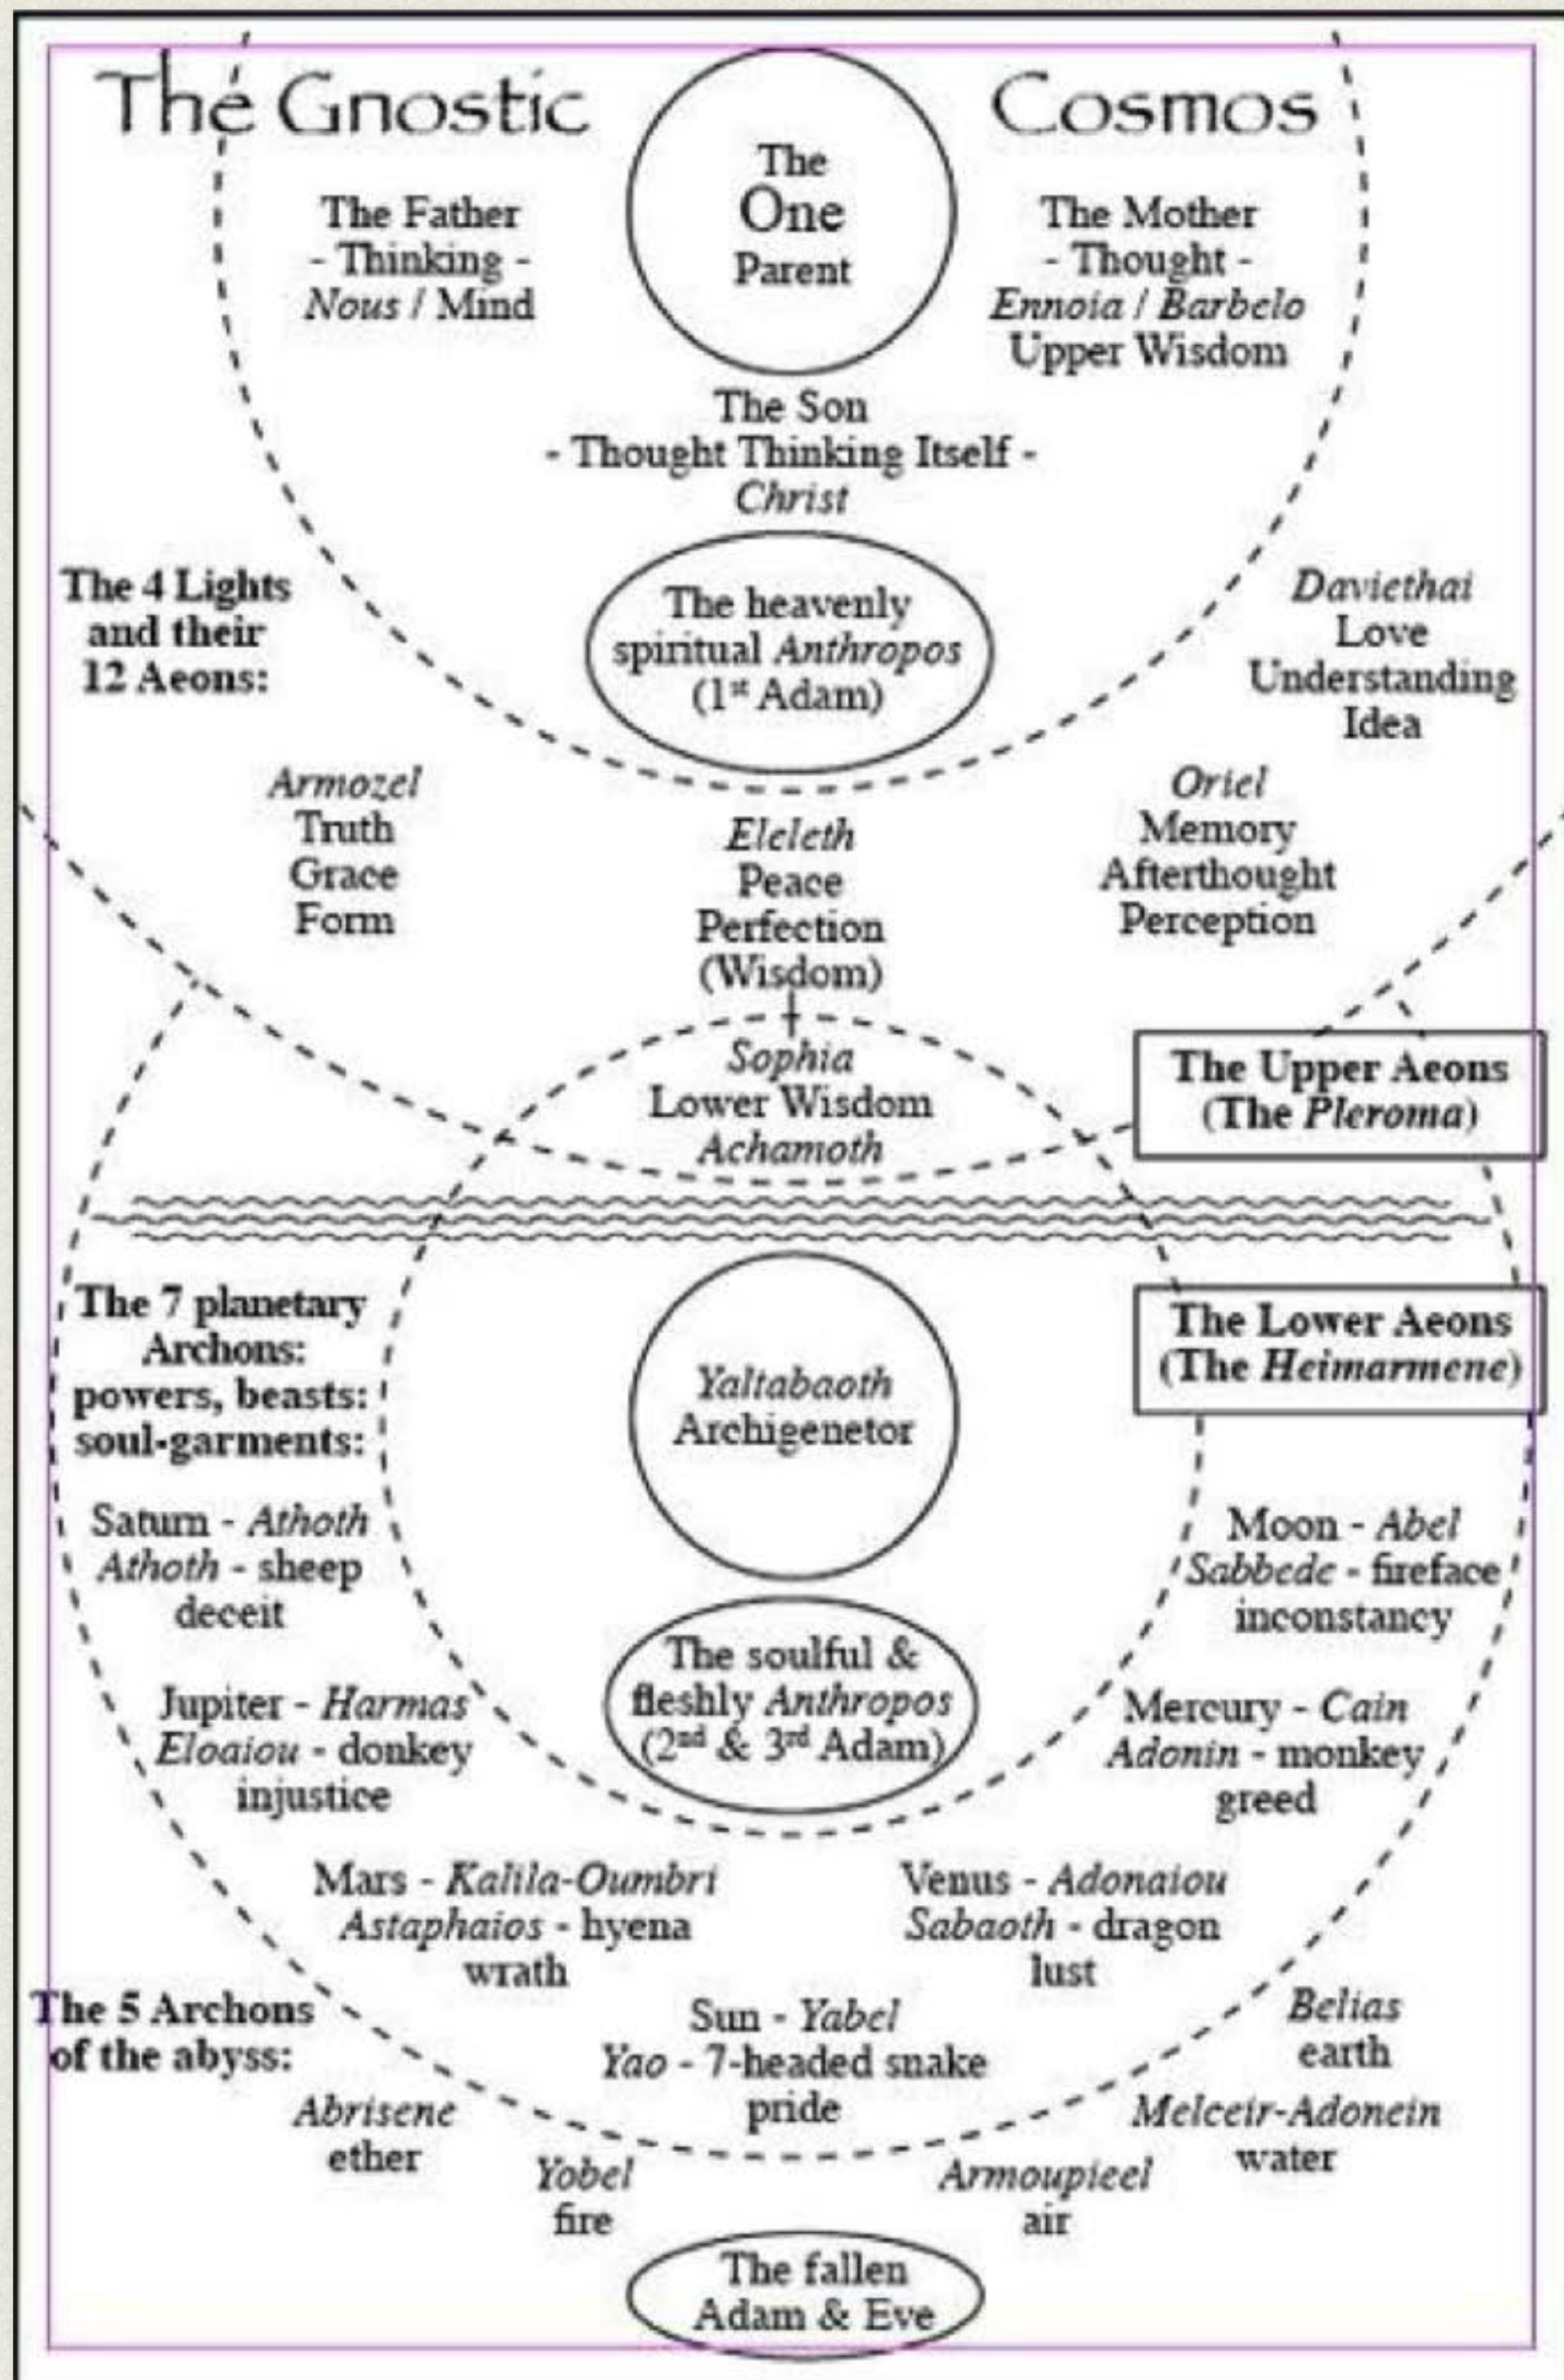 The Gnostic Cosmos
The
One
Parent
The Father
- Thinking -
Nous / Mind
The Mother
- Thought -
Ennoia / Barbelo
Upper Wisdom
The Son
- Thought Thinking Itself -
Christ
The heavenly
spiritual Anthropos
(1st Adam)
The 4 Lights
and their
12 Aeons:
Armozel
Truth
Grace
Form
Eleleth
Peace
Perfection
(Wisdom)
Oriel
Memory
Afterthought
Perception
Daviethai
Love
Understanding
Idea
Sophia
Lower Wisdom
Achamoth
The Upper Aeons
(The Pleroma)
The Lower Aeons
(The Heimarmene)
Yaltabaoth
Archigenetor
The soulful &
fleshly Anthropos
(2nd & 3rd Adam)
The 7 planetary
Archons:
powers, beasts:
soul-garments:
Saturn - Athoth
Athoth - sheep
deceit
Jupiter - Harmas
Eloaiou - donkey
injustice
Mars - Kalila-Oumbri
Astaphaios - hyena
wrath
Sun - Yabel
Yao - 7-headed snake
pride
Venus - Adonaiou
Sabaoth - dragon
lust
Mercury - Cain
Adonin - monkey
greed
Moon - Abel
Sabbede - fireface
inconstancy
The 5 Archons
of the abyss:
Abrisene
ether
Yobel
fire
Armoupieel
air
Melceir-Adonein
water
Belias
earth
The fallen
Adam & Eve